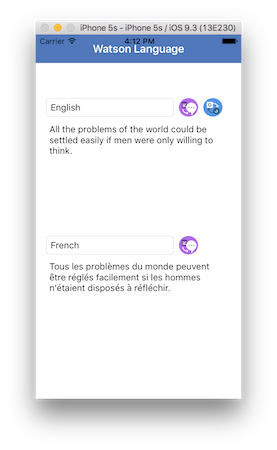 iPhone 5s - iPhone 5s / iOS 9.3 (13E230)
Carrier 4:12 PM
Watson Language
English
All the problems of the world could be
settled easily if men were only willing to
think.
French
Tous les problèmes du monde peuvent
être réglés facilement si les hommes
n'étaient disposés à réfléchir.